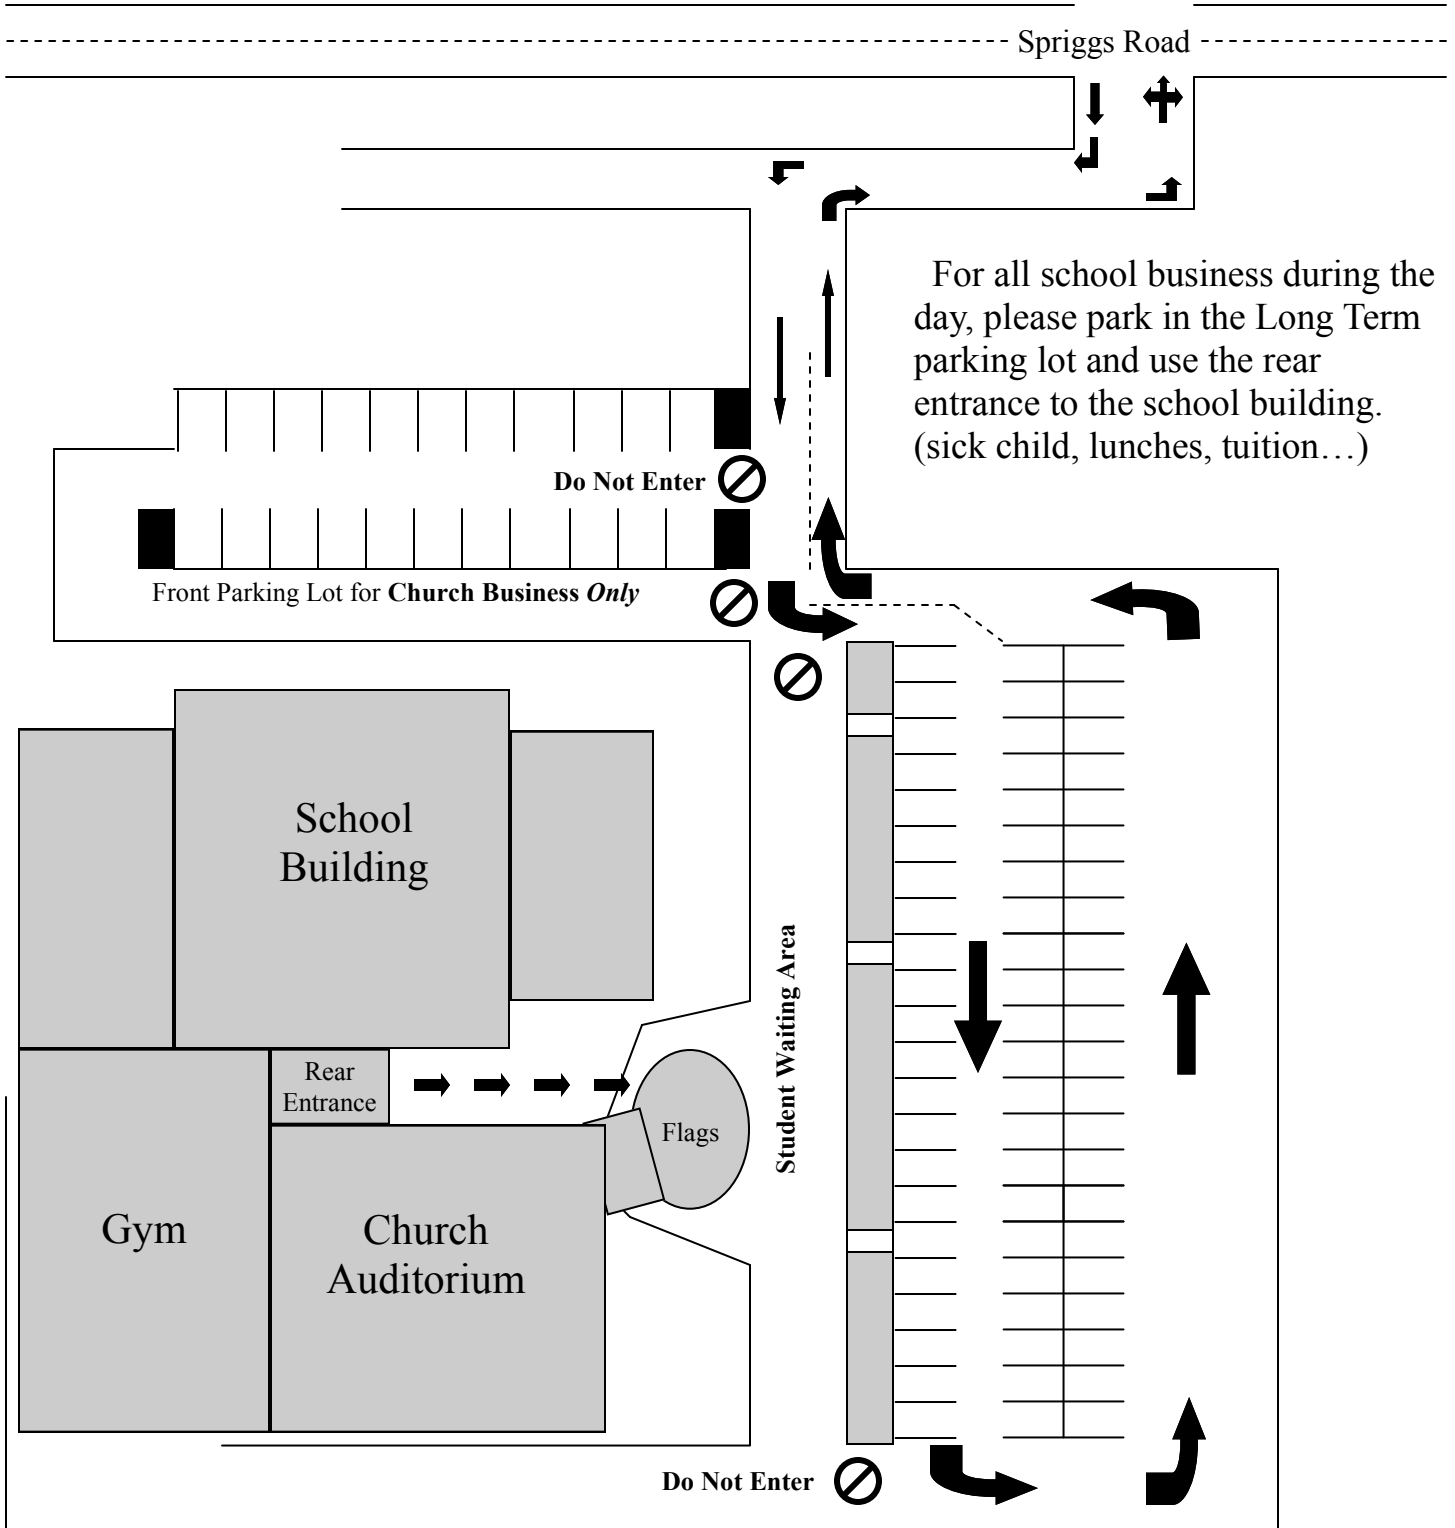 Spriggs Road
For all school business during the
day, please park in the Long Term
parking lot and use the rear
entrance to the school building.
(sick child, lunches, tuition…)
Do Not Enter
Front Parking Lot for Church Business Only
School
Building
Student Waiting Area
Rear
Entrance
Flags
Gym
Church
Auditorium
Do Not Enter